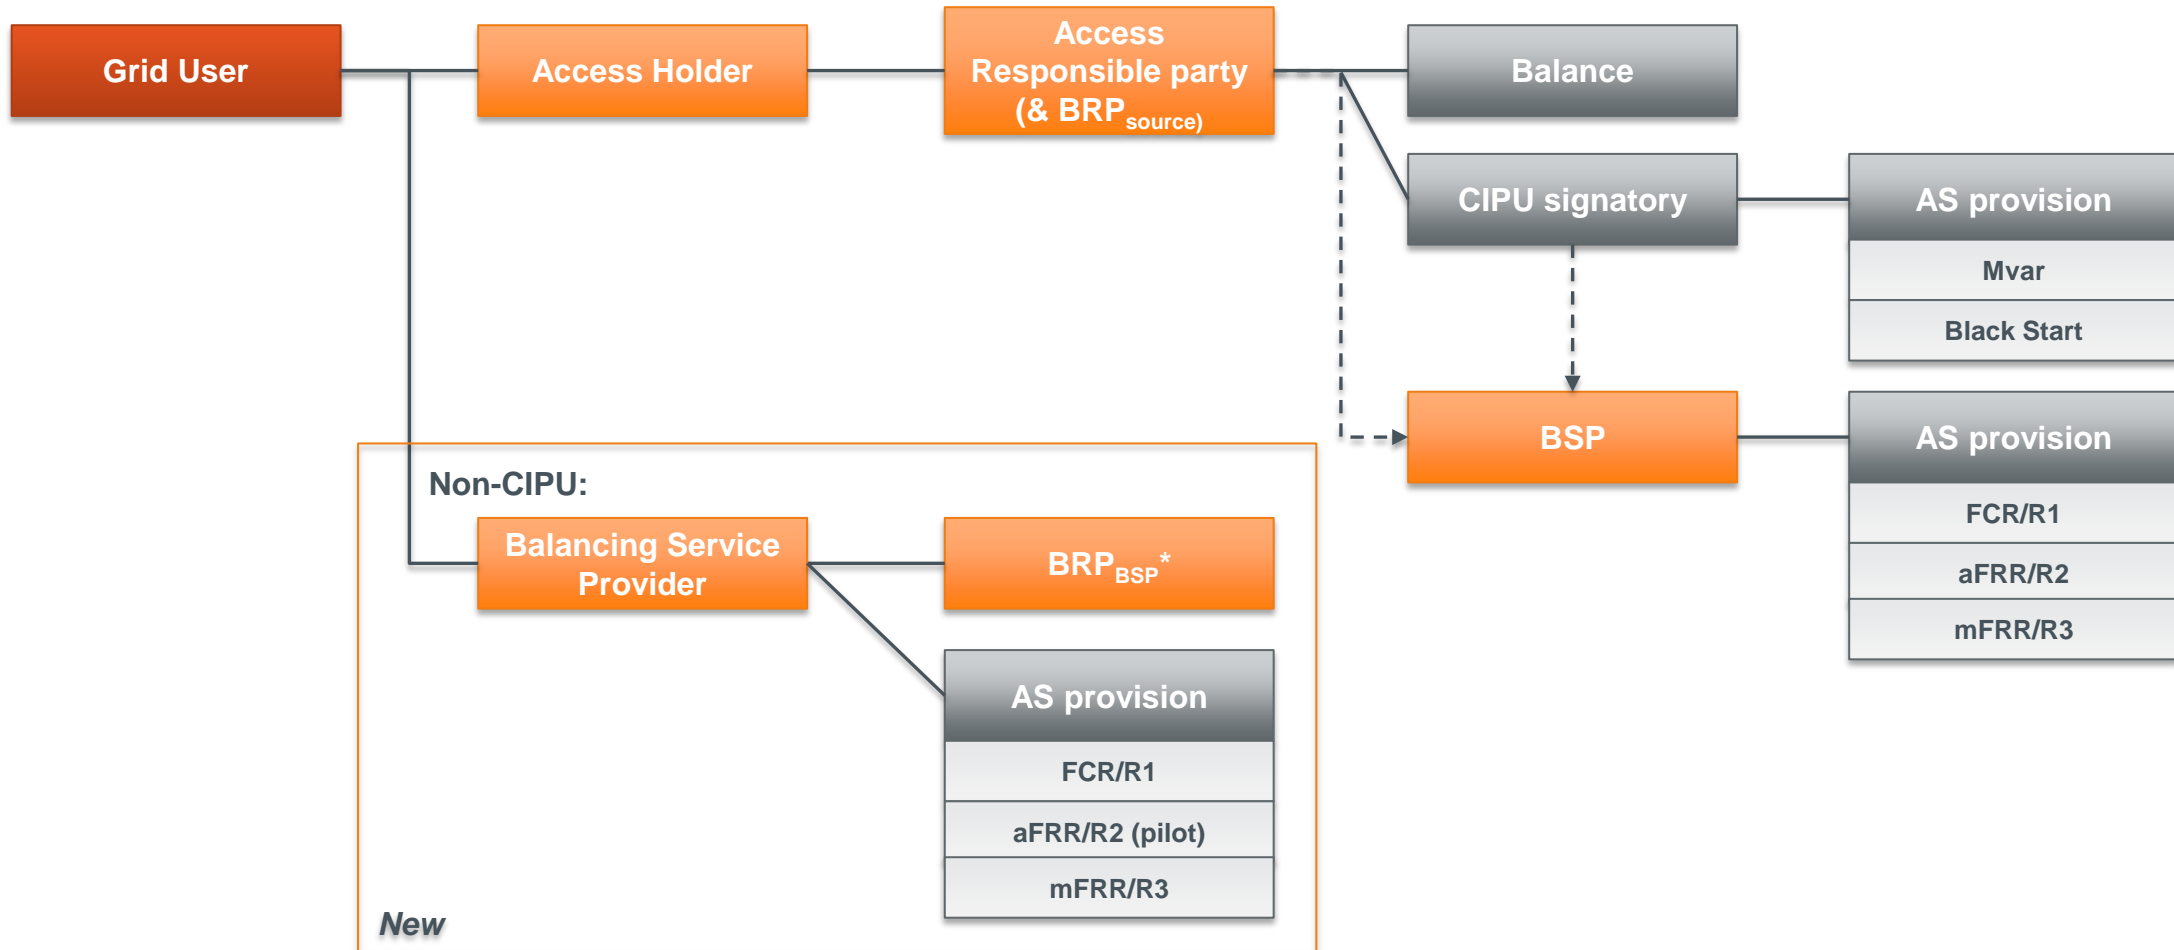 Grid User
Access Holder
Access
Responsible party
(& BRPsource)
Balance
CIPU signatory
AS provision
Mvar
Black Start
BSP
AS provision
FCR/R1
aFRR/R2
mFRR/R3
Non-CIPU:
Balancing Service
Provider
BRPBSP*
AS provision
FCR/R1
aFRR/R2 (pilot)
mFRR/R3
New